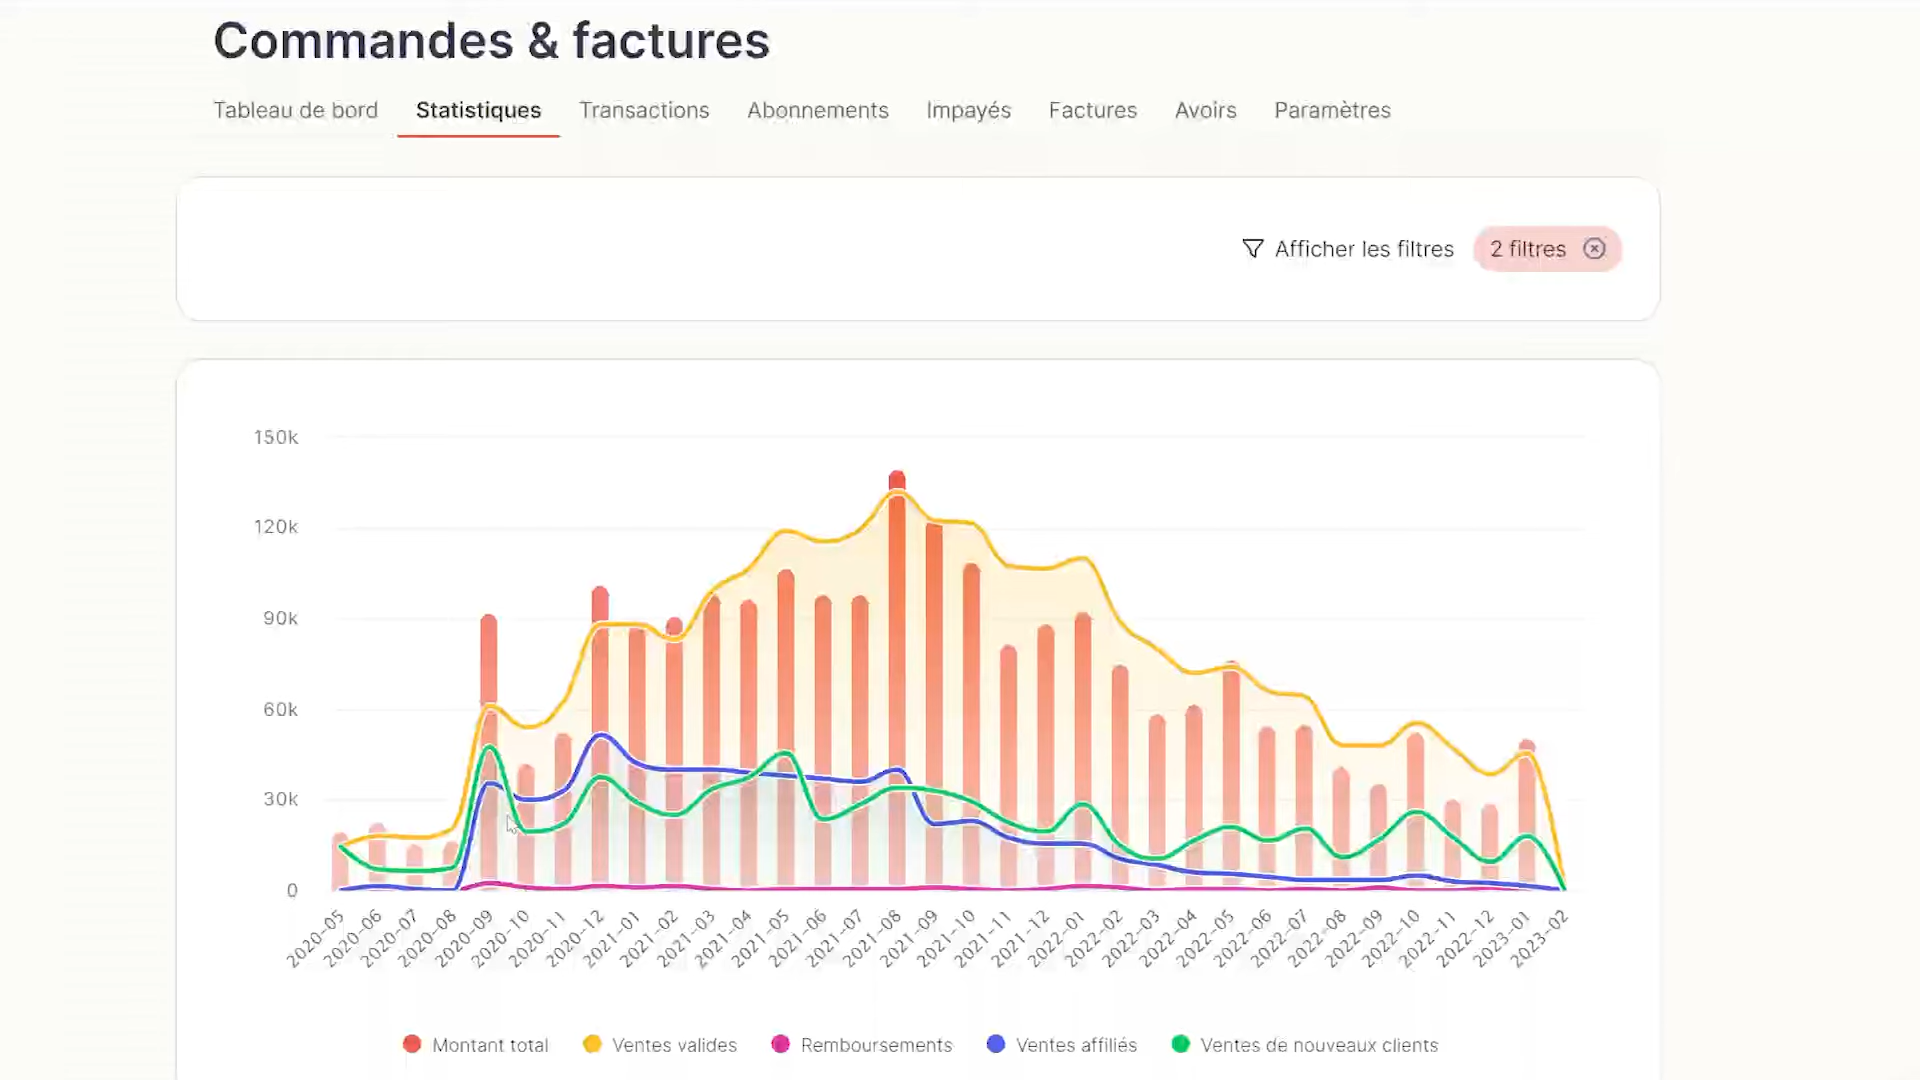 Commandes & factures
Tableau de bord Statistiques Transactions Abonnements Impayés Factures Avoirs Paramètres
Afficher les filtres 2 filtres
150k
120k
90k
60k
30k
0
2020-05 2020-06 2020-07 2020-08 2020-09 2020-10 2020-11 2020-12 2021-01 2021-02 2021-03 2021-04 2021-05 2021-06 2021-07 2021-08 2021-09 2021-10 2021-11 2021-12 2022-01 2022-02 2022-03 2022-04 2022-05 2022-06 2022-07 2022-08 2022-09 2022-10 2022-11 2022-12 2023-01 2023-02
Montant total Ventes valides Remboursements Ventes affiliés Ventes de nouveaux clients